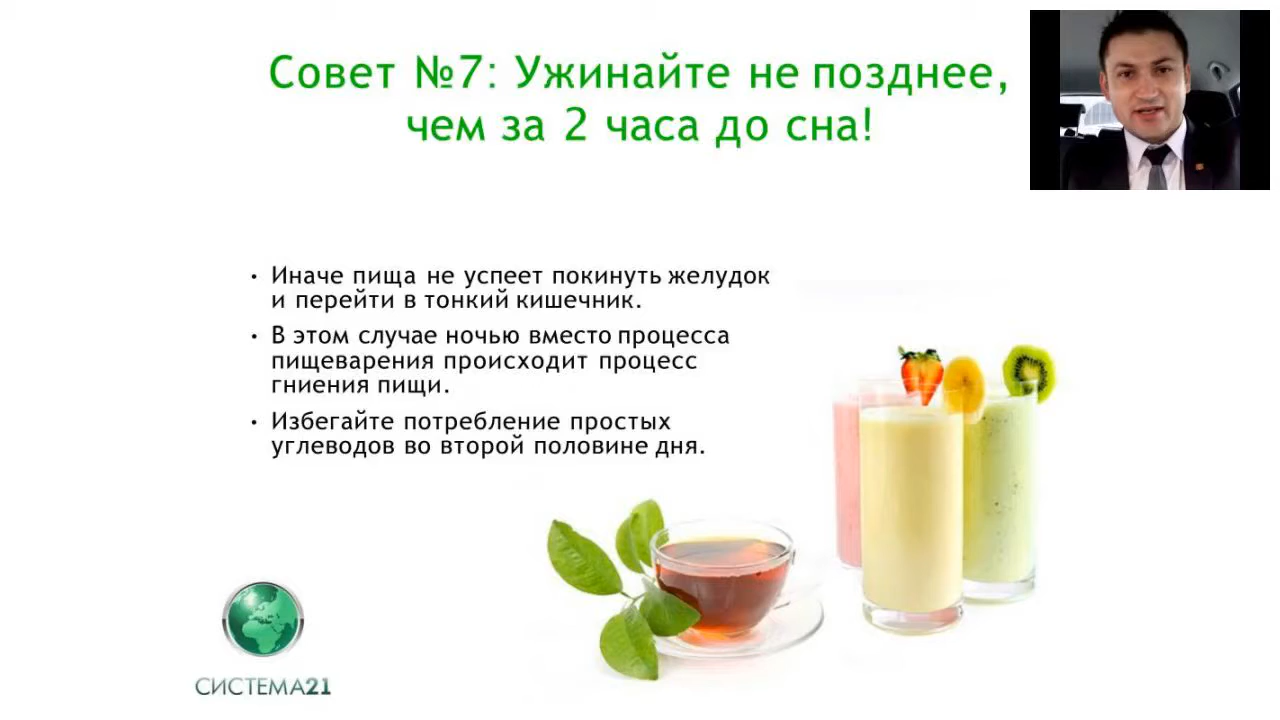 Совет №7: Ужинайте не позднее,
чем за 2 часа до сна!
• Иначе пища не успеет покинуть желудок
и перейти в тонкий кишечник.
• В этом случае ночью вместо процесса
пищеварения происходит процесс
гниения пищи.
• Избегайте потребление простых
углеводов во второй половине дня.
СИСТЕМА21